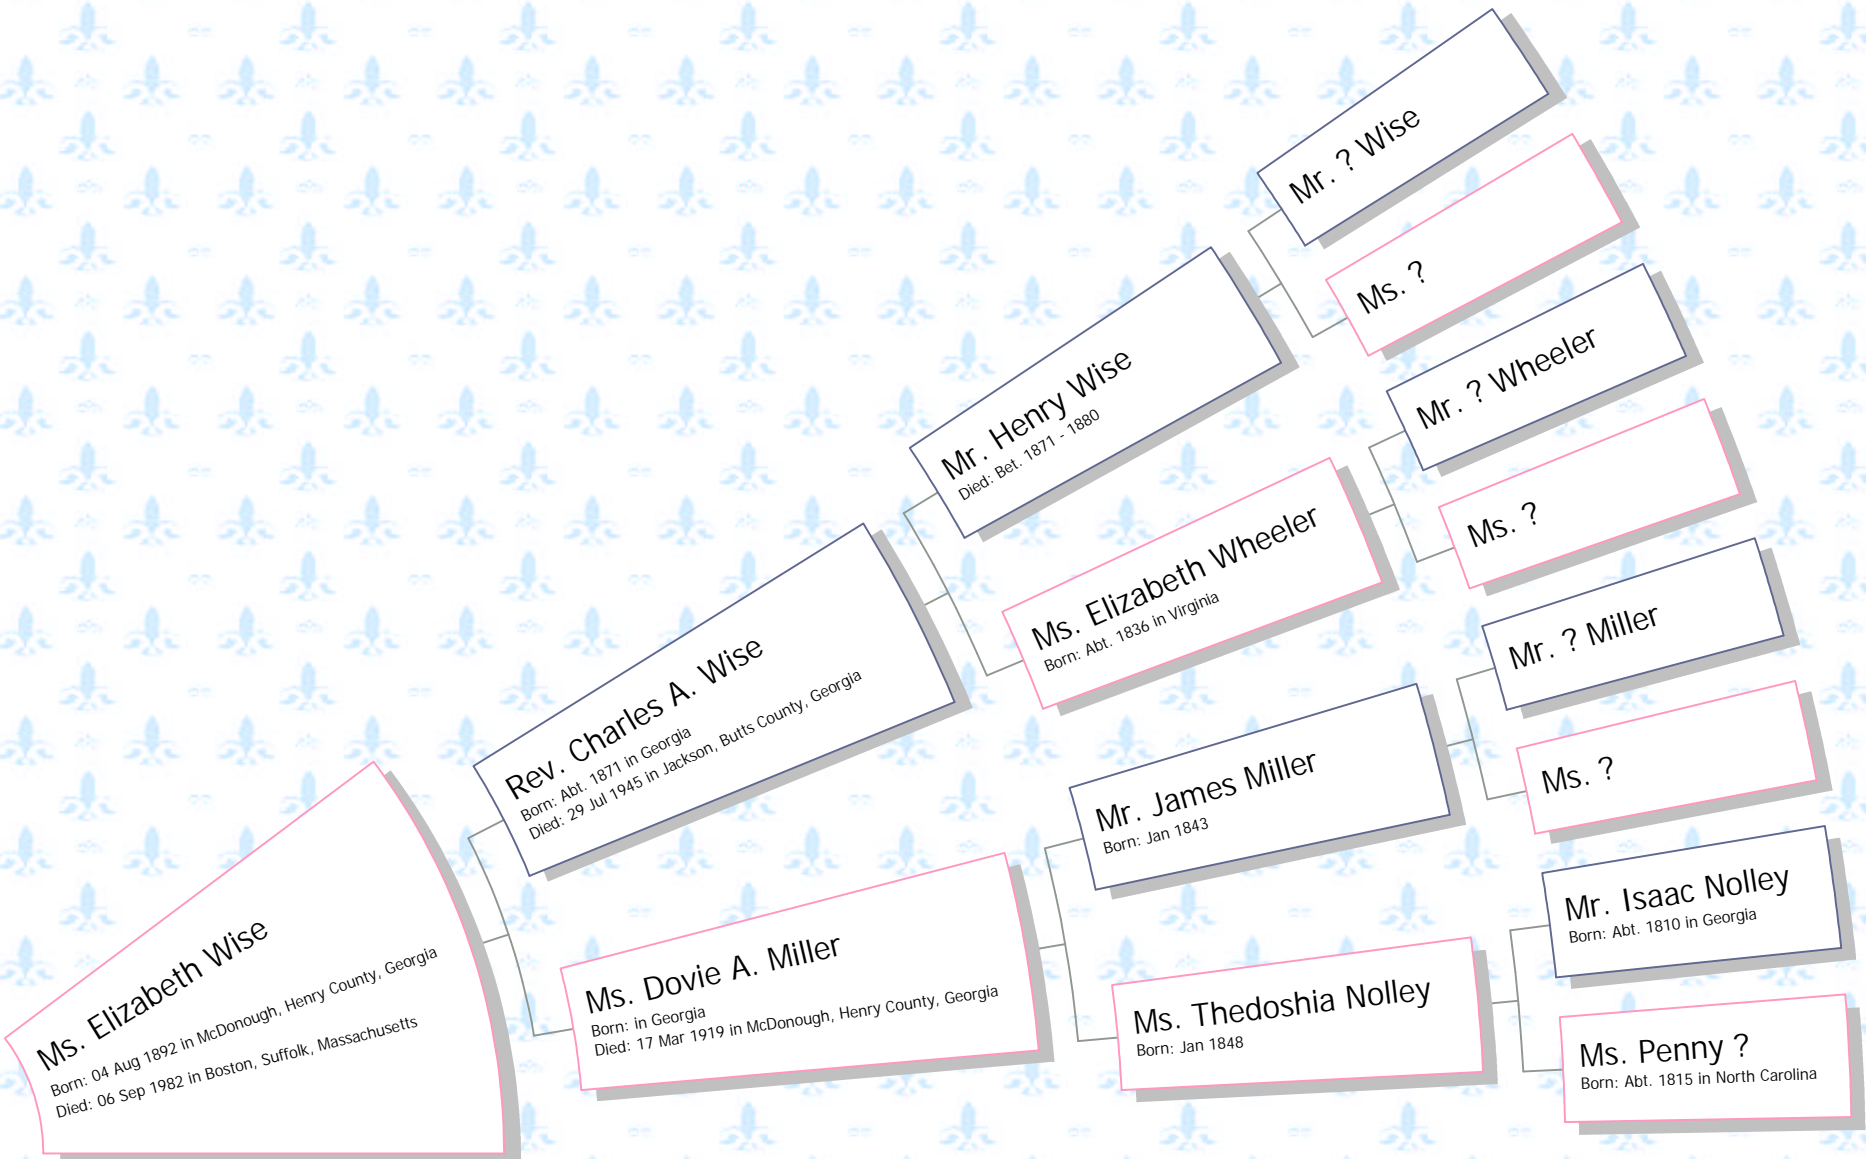 Ms. Elizabeth Wise
Born: 04 Aug 1892 in McDonough, Henry County, Georgia
Died: 06 Sep 1982 in Boston, Suffolk, Massachusetts
Rev. Charles A. Wise
Born: Abt. 1871 in Georgia
Died: 29 Jul 1945 in Jackson, Butts County, Georgia
Ms. Dovie A. Miller
Born: in Georgia
Died: 17 Mar 1919 in McDonough, Henry County, Georgia
Mr. Henry Wise
Died: Bet. 1871 - 1880
Ms. Elizabeth Wheeler
Born: Abt. 1836 in Virginia
Mr. James Miller
Born: Jan 1843
Ms. Thedoshia Nolley
Born: Jan 1848
Mr. ? Wise
Ms. ?
Mr. ? Wheeler
Ms. ?
Mr. ? Miller
Ms. ?
Mr. Isaac Nolley
Born: Abt. 1810 in Georgia
Ms. Penny ?
Born: Abt. 1815 in North Carolina